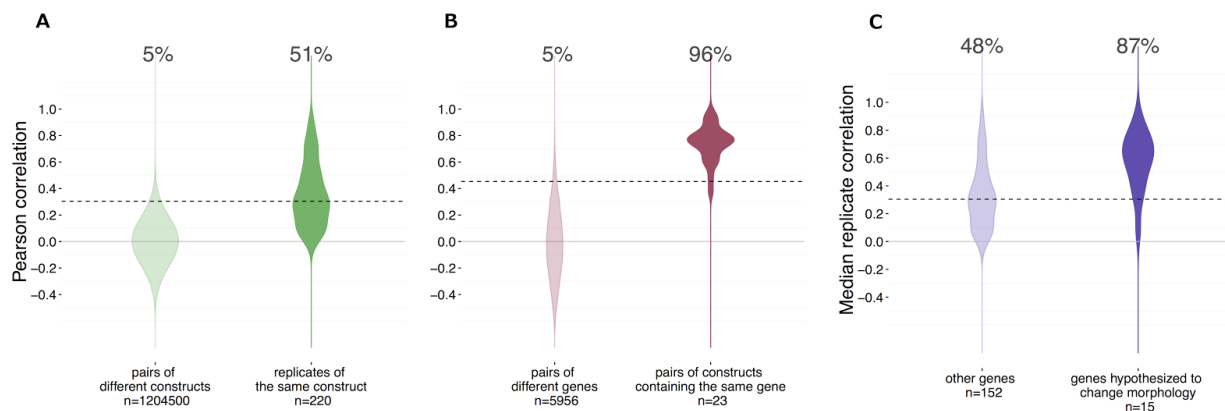 A
5%
51%
Pearson correlation
1.0
0.8
0.6
0.4
0.2
0.0
−0.2
−0.4
pairs of
different constructs
n=1204500
replicates of
the same construct
n=220
B
5%
96%
1.0
0.8
0.6
0.4
0.2
0.0
−0.2
−0.4
pairs of
different genes
n=5956
pairs of constructs
containing the same gene
n=23
C
48%
87%
Median replicate correlation
1.0
0.8
0.6
0.4
0.2
0.0
−0.2
−0.4
other genes
n=152
genes hypothesized to
change morphology
n=15